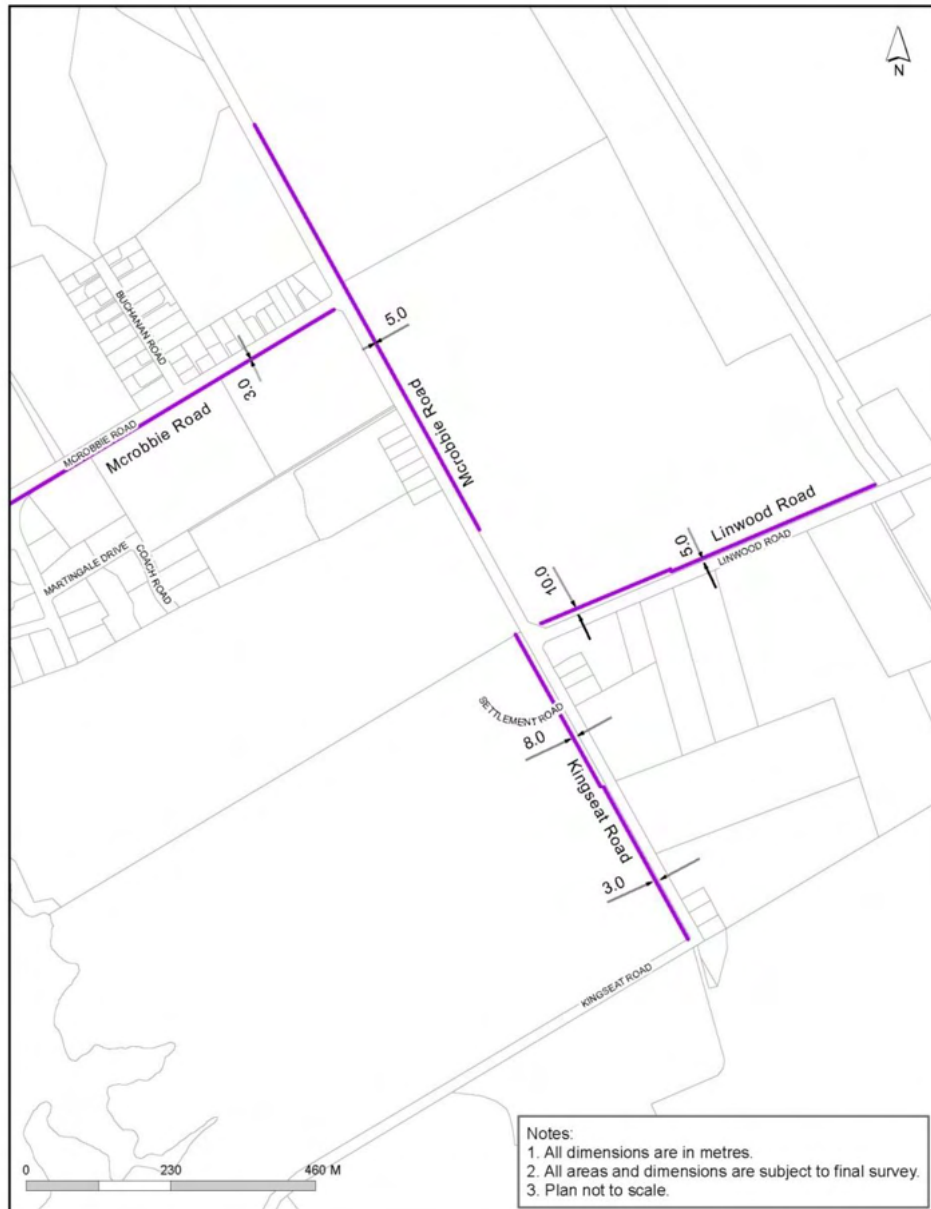 N
5.0
BUCHANAN ROAD
3.0
Mcrobbie Road
MCROBBIE ROAD
Mcrobbie Road
Linwood Road
5.0
LINWOOD ROAD
MARTINGALE DRIVE
COACH ROAD
10.0
SETTLEMENT ROAD
8.0
Kingseat Road
3.0
KINGSEAT ROAD
0 230 460 M
Notes:
1. All dimensions are in metres.
2. All areas and dimensions are subject to final survey.
3. Plan not to scale.